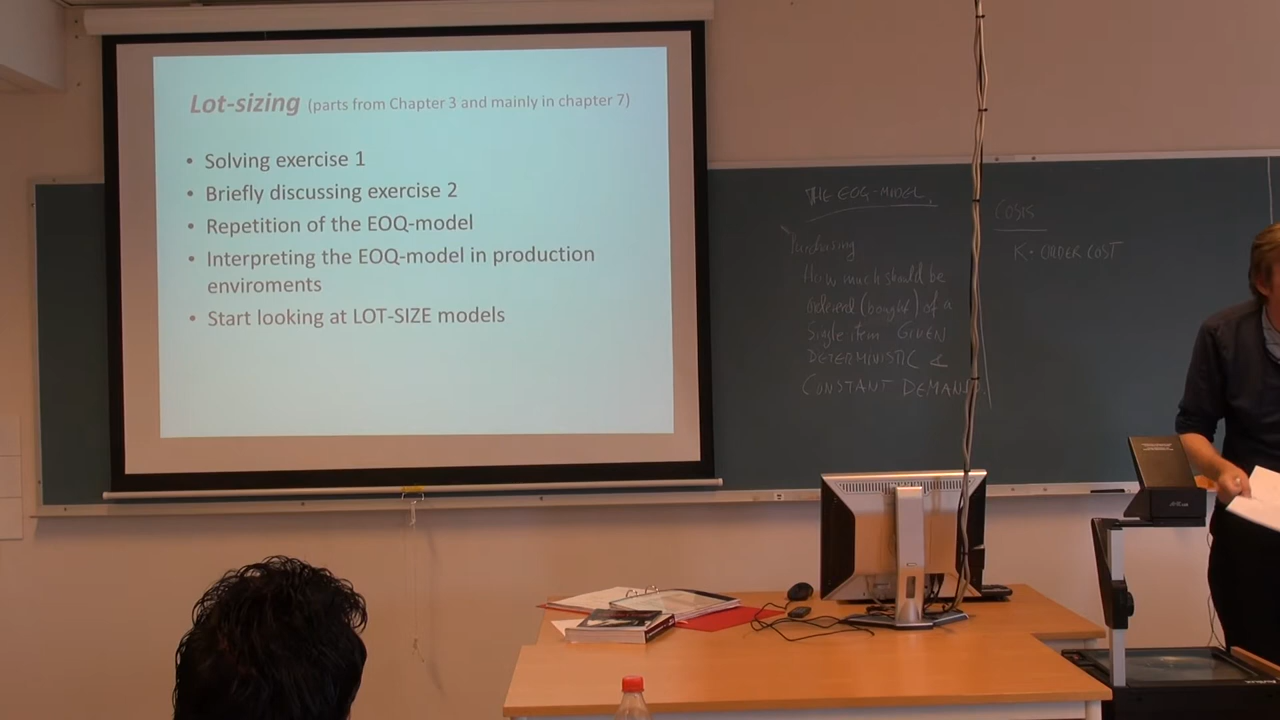 Lot-sizing (parts from Chapter 3 and mainly in chapter 7)
• Solving exercise 1
• Briefly discussing exercise 2
• Repetition of the EOQ-model
• Interpreting the EOQ-model in production
enviroments
• Start looking at LOT-SIZE models
THE EOQ-MODEL,
Purchasing
How much should be
ordered (bought) of a
single item GIVEN
DETERMINISTIC &
CONSTANT DEMAND.
COSTS
K = ORDER COST